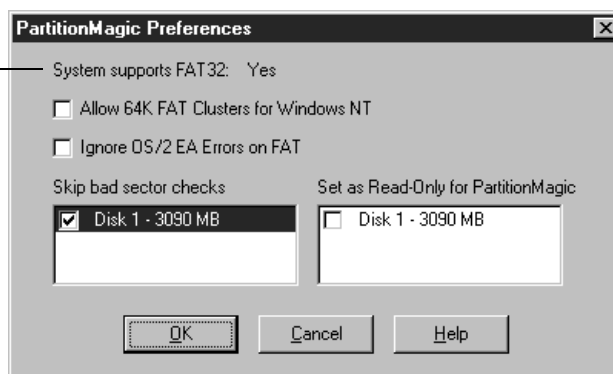 PartitionMagic Preferences
System supports FAT32: Yes
Allow 64K FAT Clusters for Windows NT
Ignore OS/2 EA Errors on FAT
Skip bad sector checks
Set as Read-Only for PartitionMagic
Disk 1 - 3090 MB
Disk 1 - 3090 MB
OK
Cancel
Help